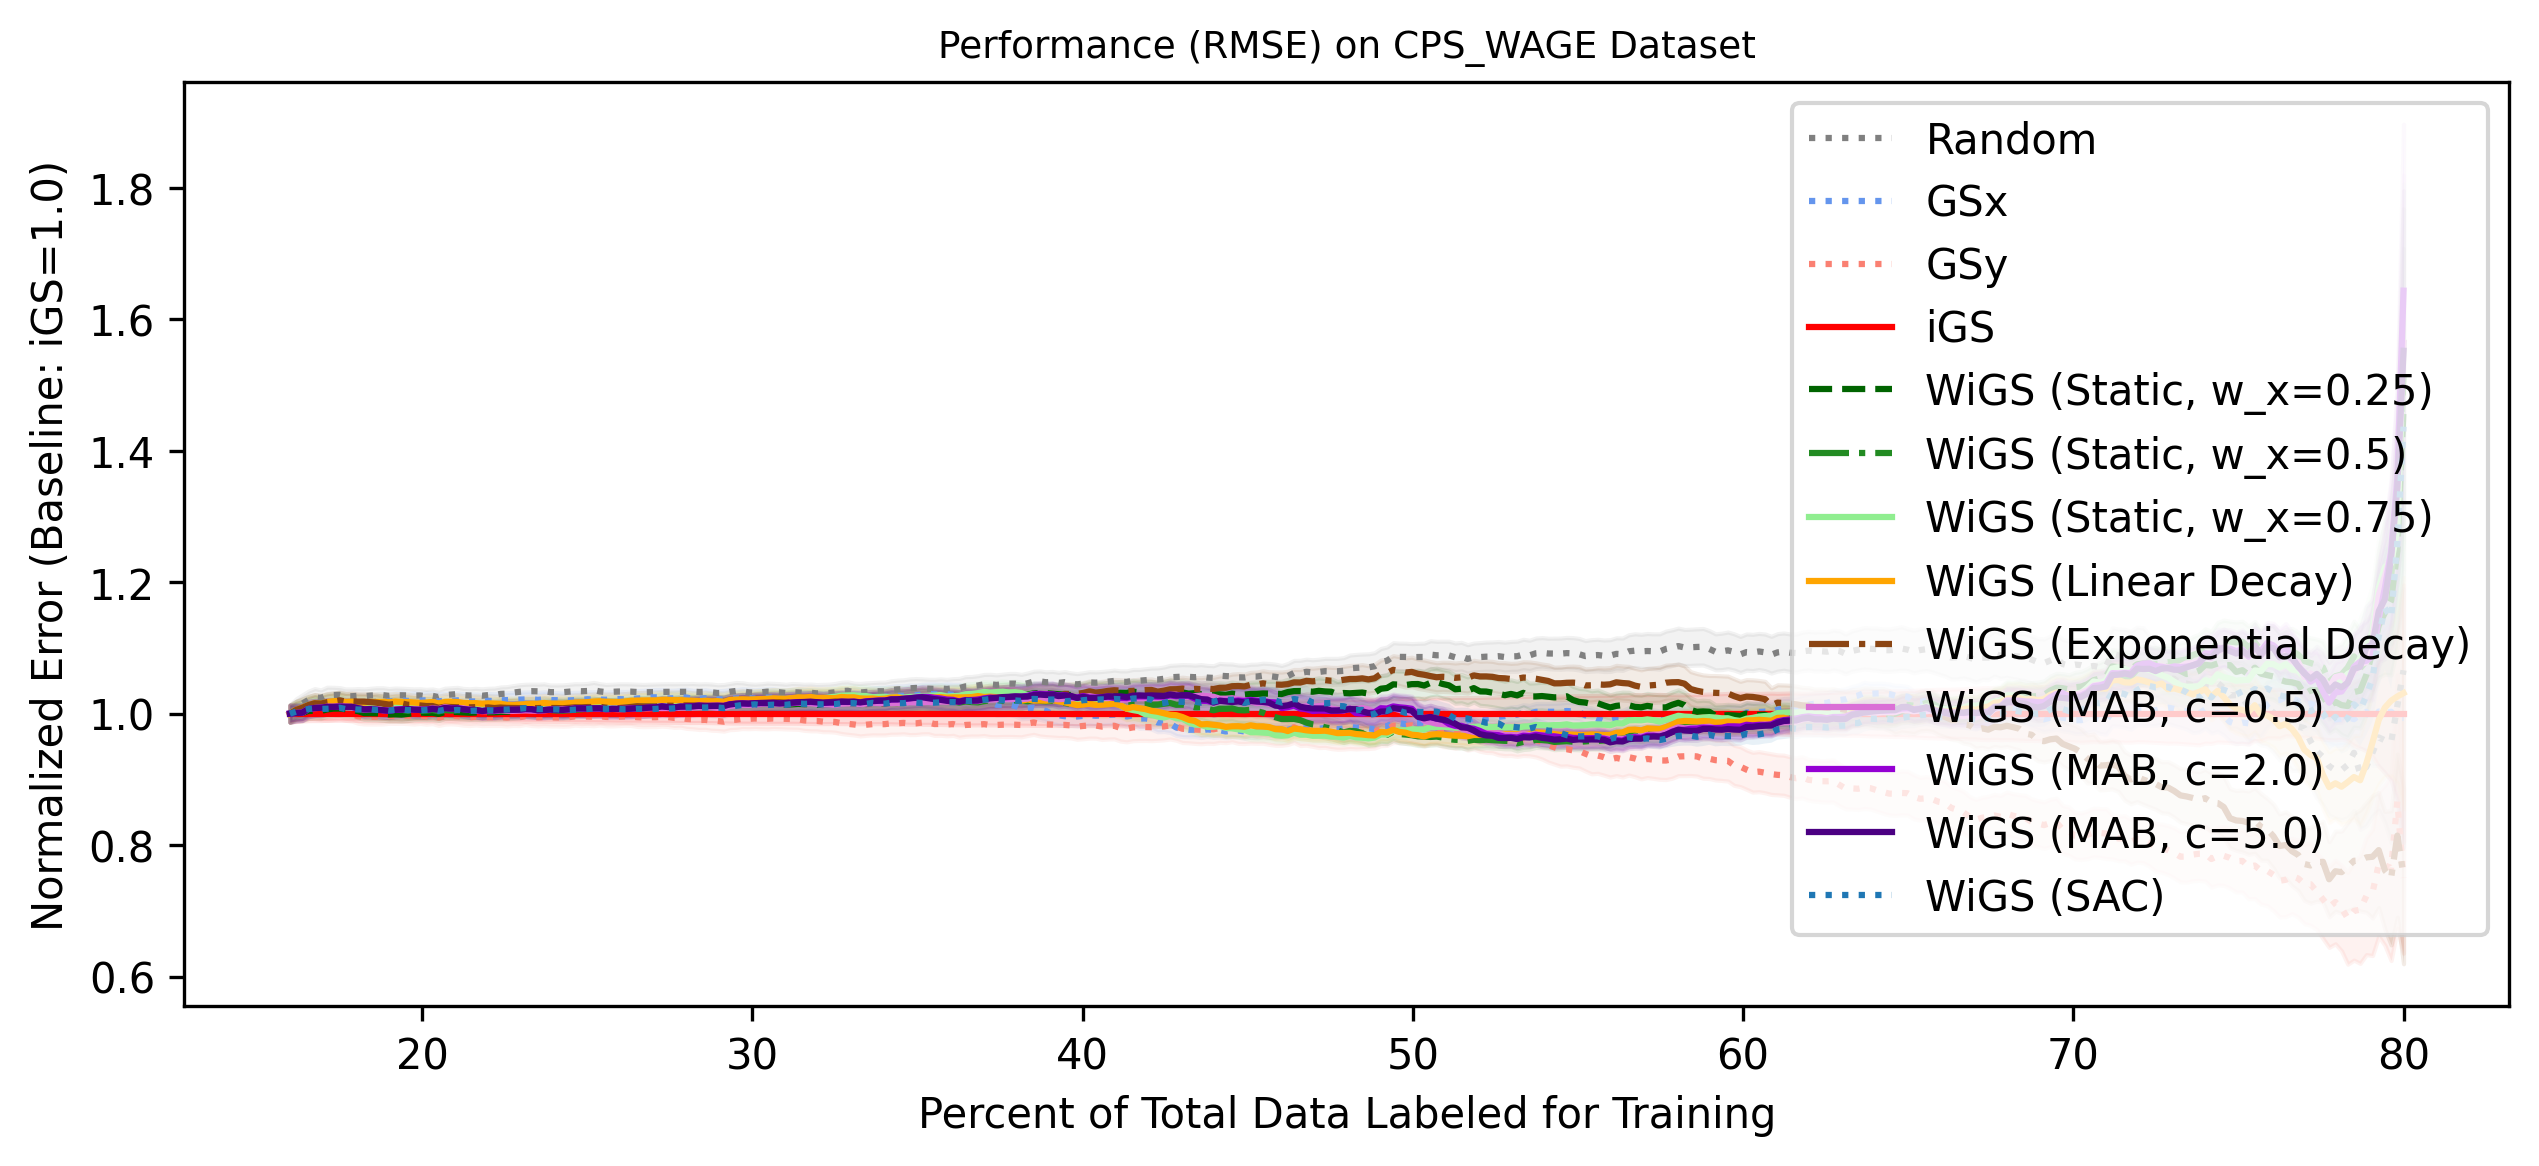 Performance (RMSE) on CPS_WAGE Dataset
Normalized Error (Baseline: iGS=1.0)
1.8
1.6
1.4
1.2
1.0
0.8
0.6
Random
GSx
GSy
iGS
WiGS (Static, w_x=0.25)
WiGS (Static, w_x=0.5)
WiGS (Static, w_x=0.75)
WiGS (Linear Decay)
WiGS (Exponential Decay)
WiGS (MAB, c=0.5)
WiGS (MAB, c=2.0)
WiGS (MAB, c=5.0)
WiGS (SAC)
20 30 40 50 60 70 80
Percent of Total Data Labeled for Training